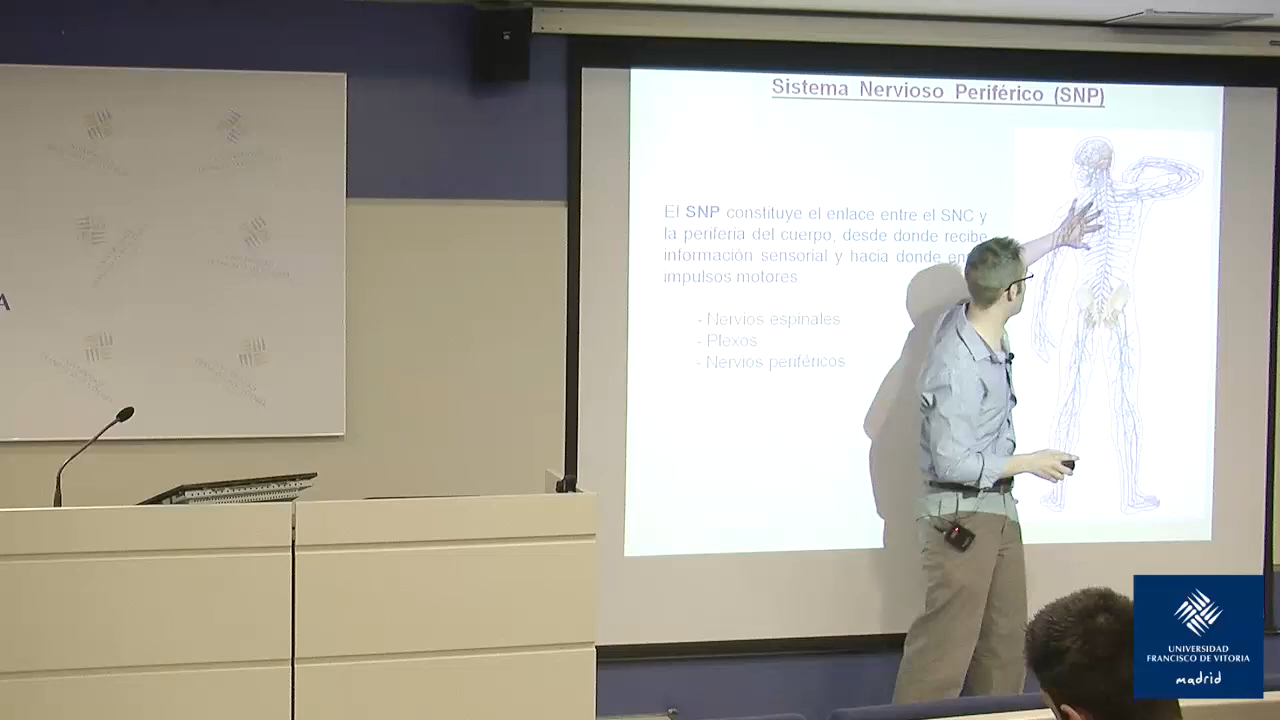 Sistema Nervioso Periférico (SNP)
El SNP constituye el enlace entre el SNC y
la periferia del cuerpo, desde donde recibe
información sensorial y hacia donde
impulsos motores
- Nervios espinales
- Plexos
- Nervios periféricos
A
UNIVERSIDAD
FRANCISCO DE VITORIA
madrid